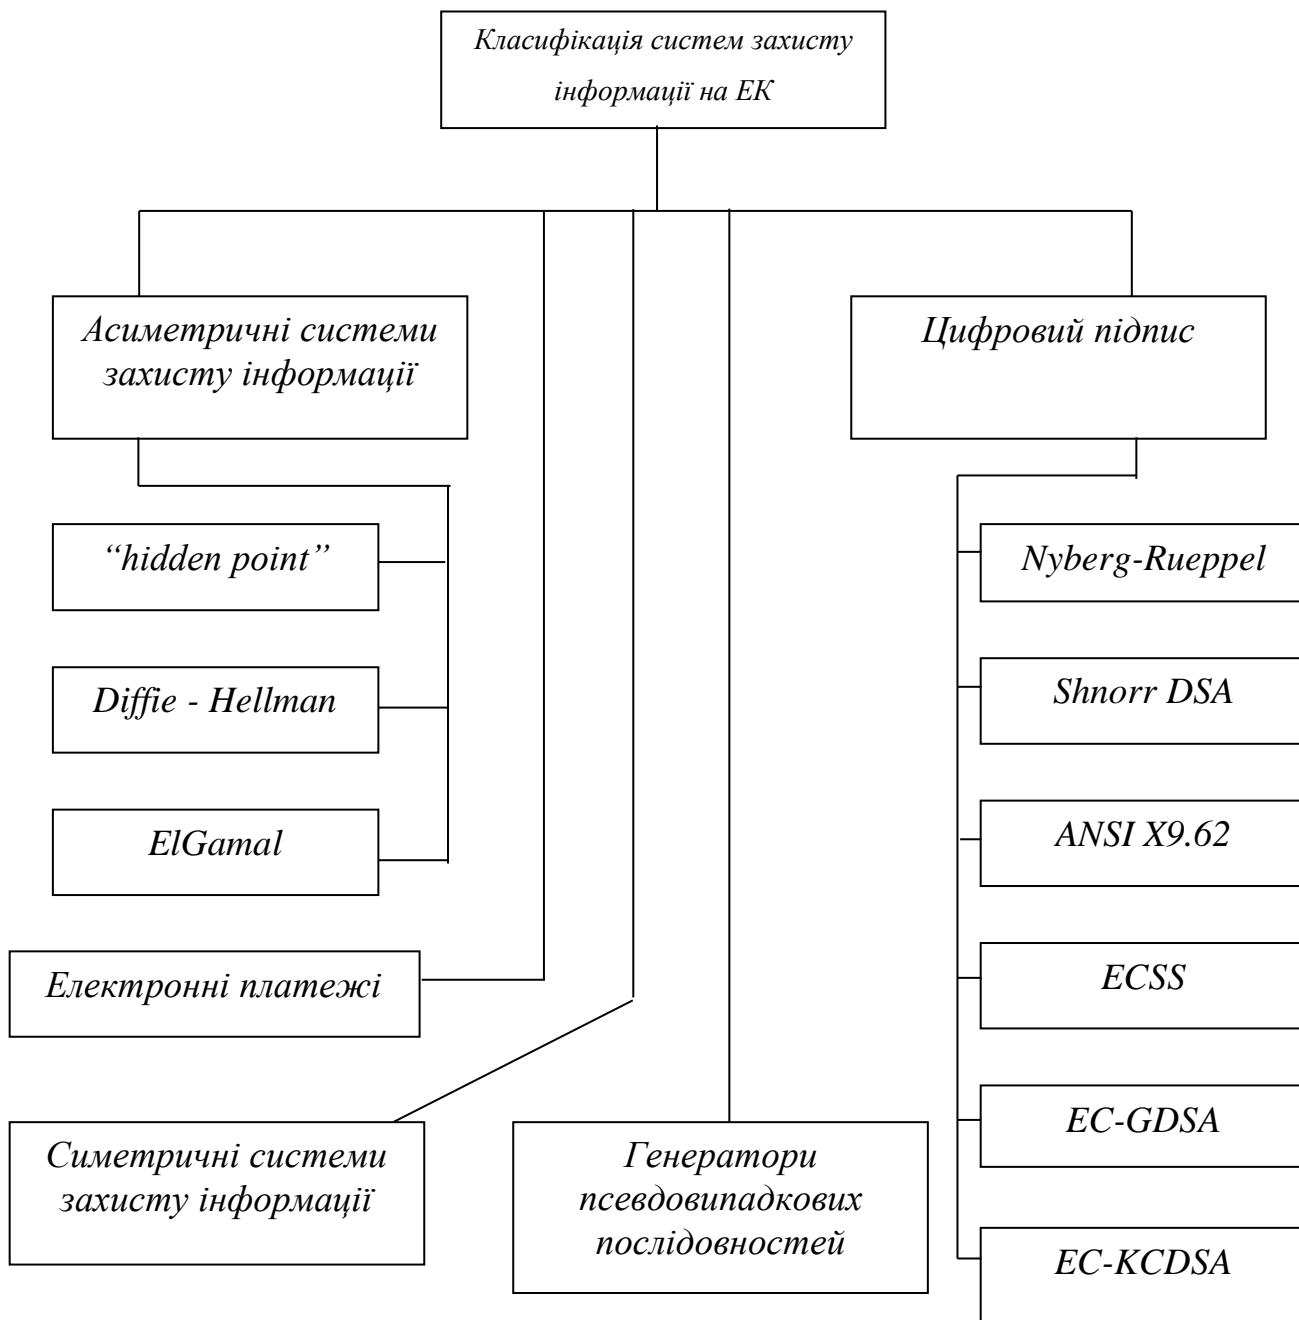 Класифікація систем захисту
інформації на ЕК
Асиметричні системи
захисту інформації
Цифровий підпис
“hidden point”
Diffie - Hellman
ElGamal
Nyberg-Rueppel
Shnorr DSA
ANSI X9.62
ECSS
EC-GDSA
EC-KCDSA
Електронні платежі
Симетричні системи
захисту інформації
Генератори
псевдовипадкових
послідовностей